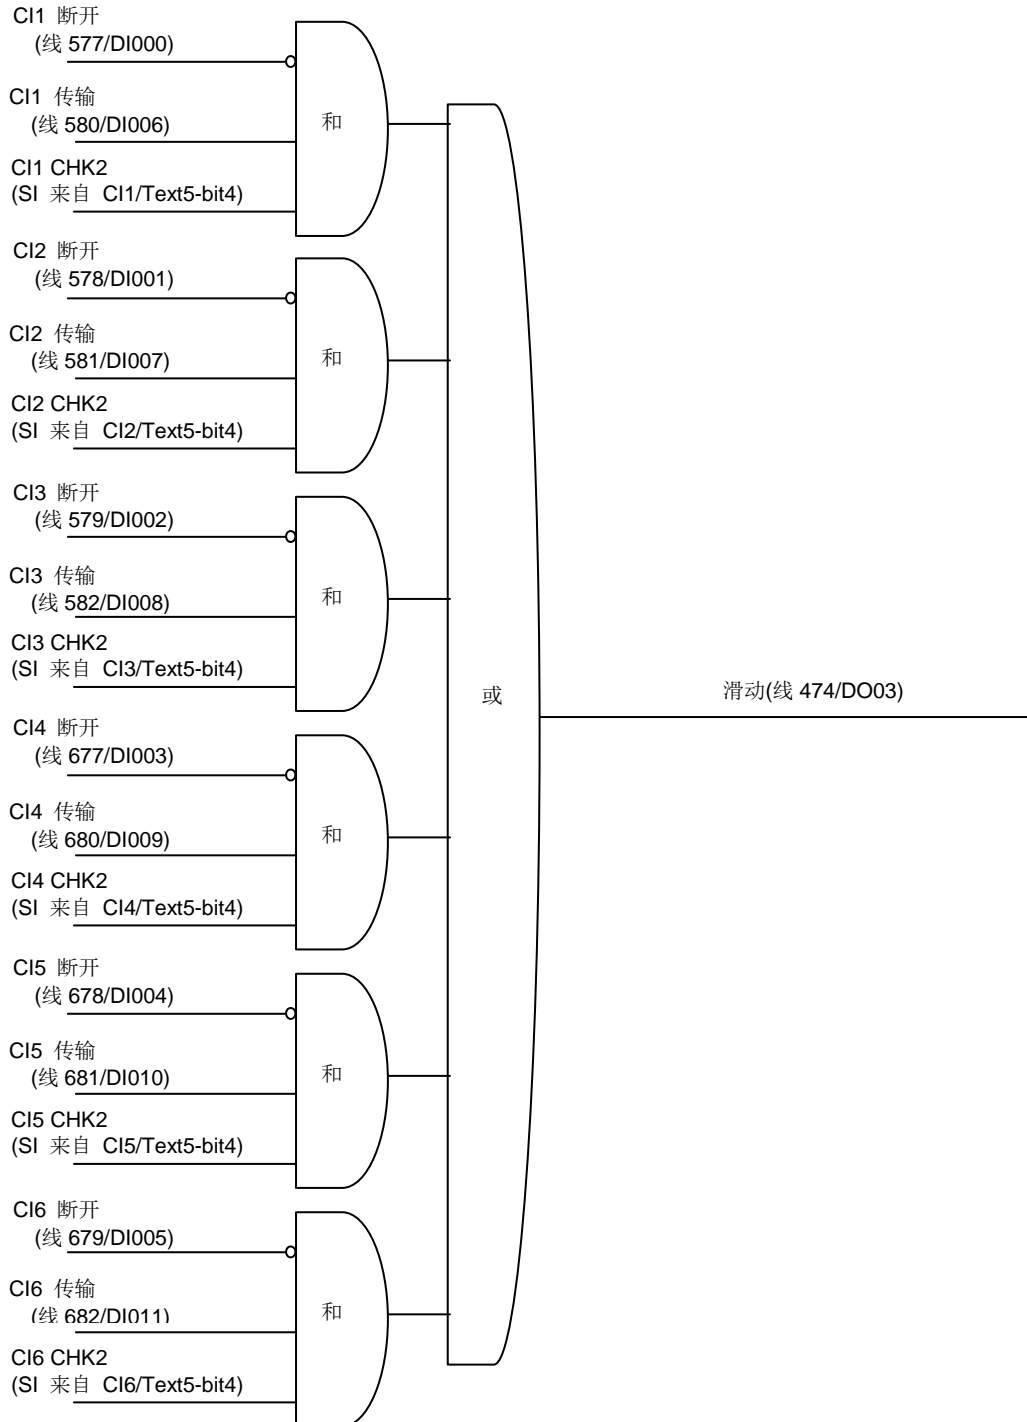 CI1 断开
(线 577/DI000)
CI1 传输
(线 580/DI006)
CI1 CHK2
(SI 来自 CI1/Text5-bit4)
和
CI2 断开
(线 578/DI001)
CI2 传输
(线 581/DI007)
CI2 CHK2
(SI 来自 CI2/Text5-bit4)
和
CI3 断开
(线 579/DI002)
CI3 传输
(线 582/DI008)
CI3 CHK2
(SI 来自 CI3/Text5-bit4)
和
CI4 断开
(线 677/DI003)
CI4 传输
(线 680/DI009)
CI4 CHK2
(SI 来自 CI4/Text5-bit4)
和
CI5 断开
(线 678/DI004)
CI5 传输
(线 681/DI010)
CI5 CHK2
(SI 来自 CI5/Text5-bit4)
和
CI6 断开
(线 679/DI005)
CI6 传输
(线 682/DI011)
CI6 CHK2
(SI 来自 CI6/Text5-bit4)
和
或
滑动(线 474/DO03)